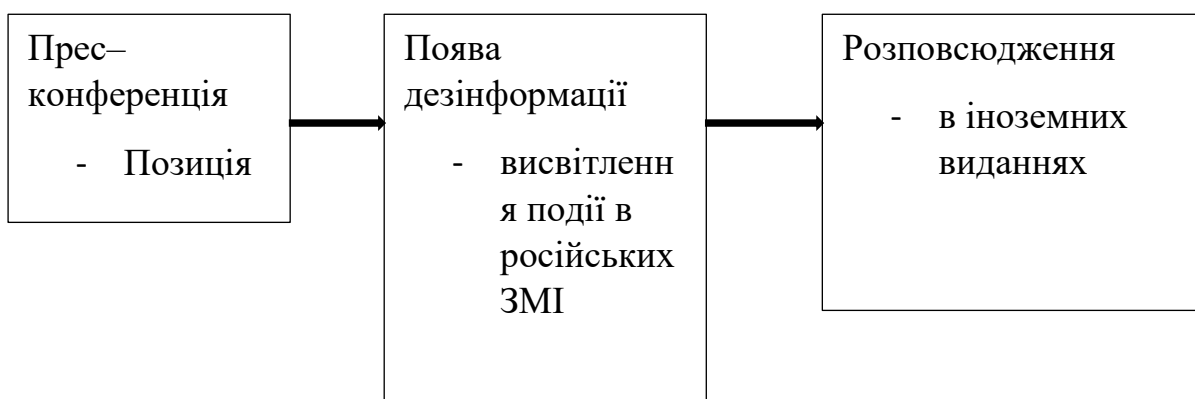 Прес–
конференція
- Позиція
Поява
дезінформації
- висвітленн
я події в
російських
ЗМІ
Розповсюдження
- в іноземних
виданнях